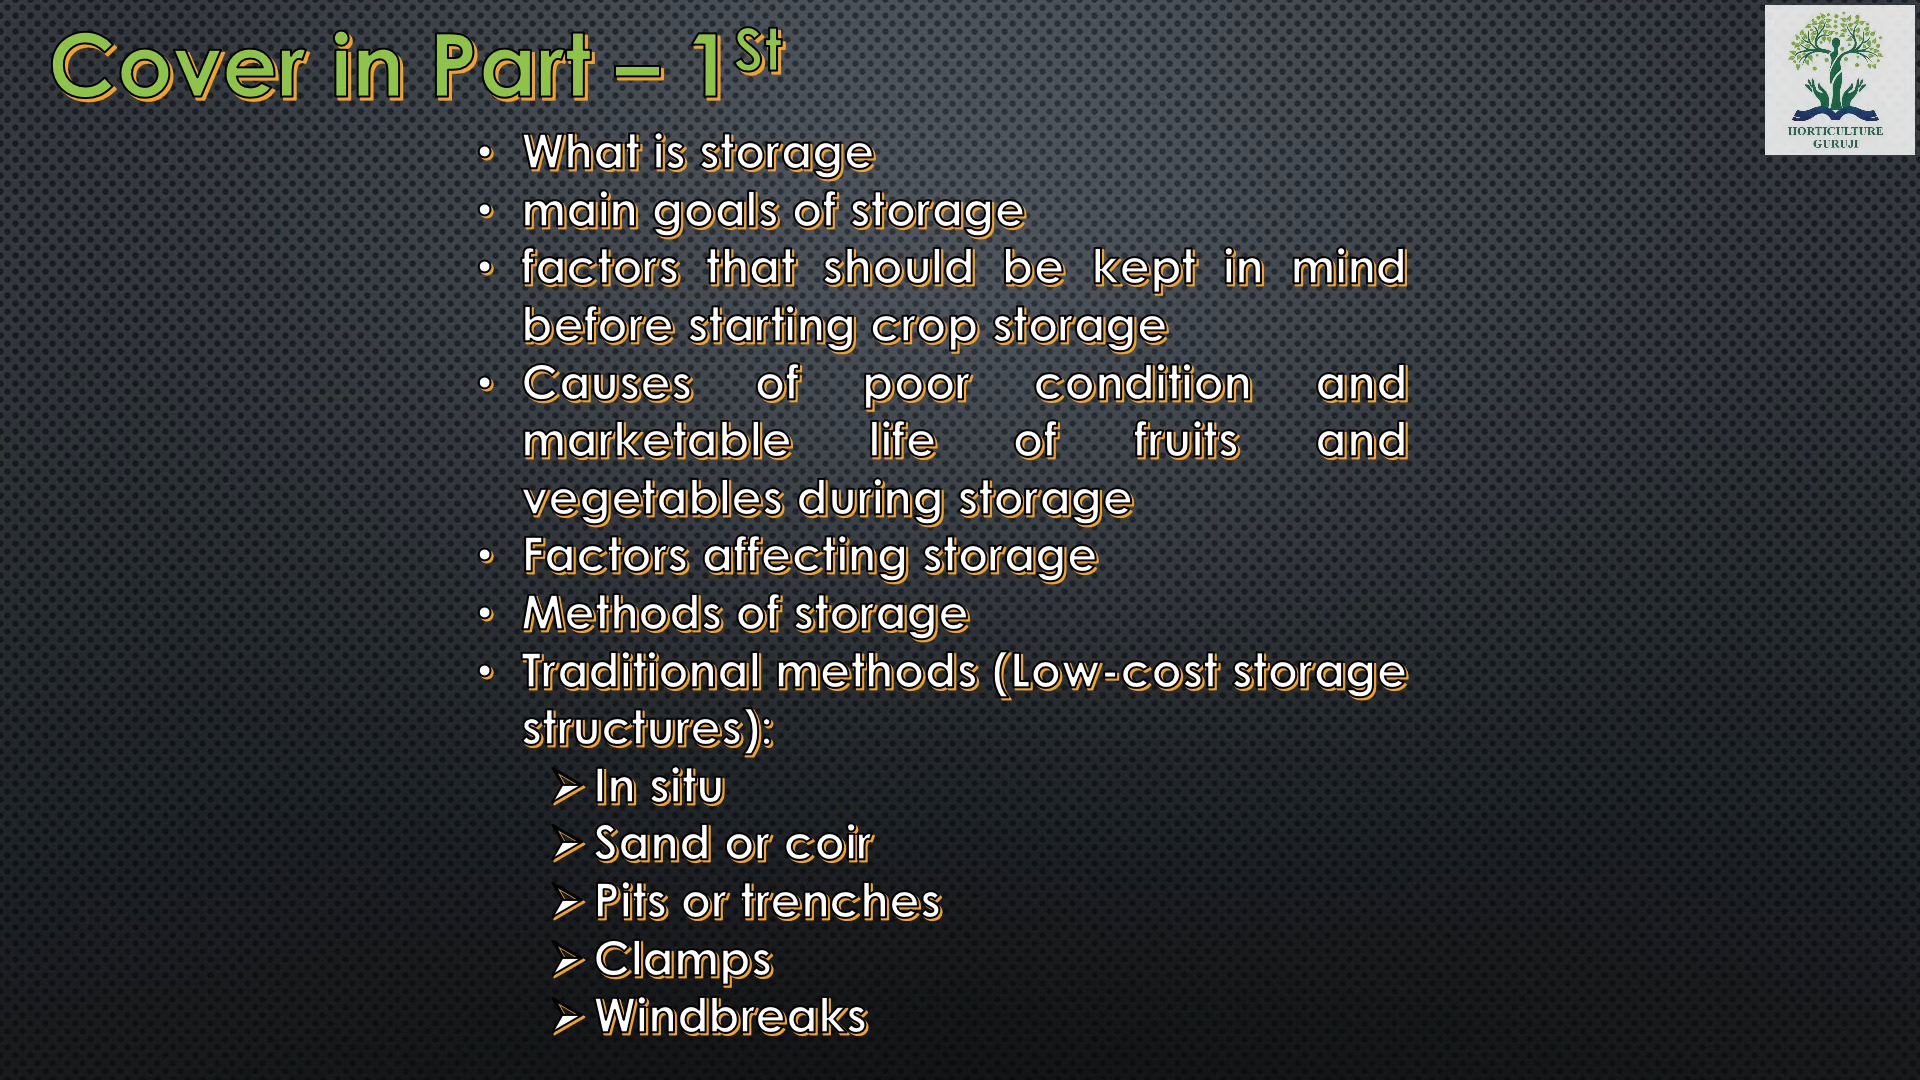 Cover in Part – 1St
HORTICULTURE
GURUJI
• What is storage
• main goals of storage
• factors that should be kept in mind
before starting crop storage
• Causes of poor condition and
marketable life of fruits and
vegetables during storage
• Factors affecting storage
• Methods of storage
• Traditional methods (Low-cost storage
structures):
➢ In situ
➢ Sand or coir
➢ Pits or trenches
➢ Clamps
➢ Windbreaks